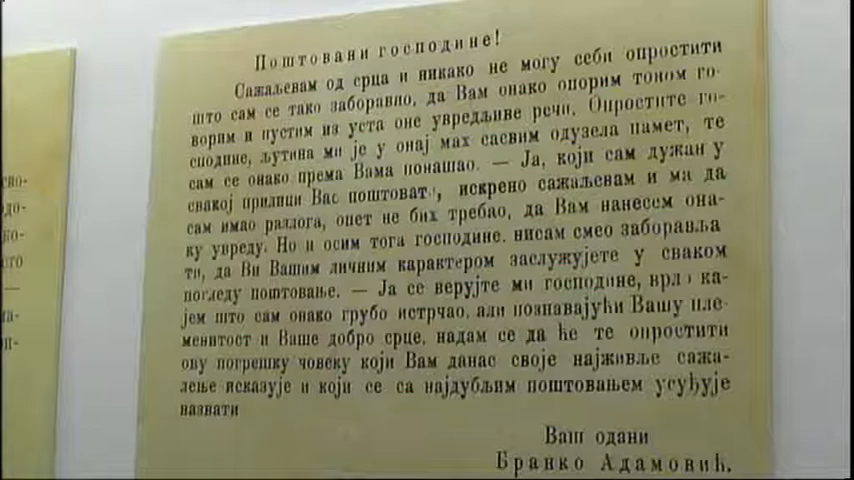 Поштовани господине!
Сажаљевам од срца и никако не могу себи опростити
што сам се тако заборавно, да Вам онако опорим тоном го-
ворим и пустим из уста оне увредљиве речи. Опростите го-
сподине, љутина ми је у онај мах сасвим одузела памет, те
сам се онако према Вама понашао. — Ја, који сам дужан у
свакој прилици Вас поштовати, искрено сажаљевам и ма да
сам имао разлога, опет не бих требао, да Вам нанесем она-
ку увреду. Но и осим тога господине, нисам смео заборавља
ти, да Ви Вашим личним карактером заслужујете у сваком
погледу поштовање. — Ја се верујте ми господине, врло ка-
јем што сам онако грубо истрчао, али познавајући Вашу пле-
менитост и Ваше добро срце, надам се да ће те опростити
ову погрешку човеку који Вам данас своје најживље сажа-
лење исказује и који се са најдубљим поштовањем усуђује
назвати
Ваш одани
Бранко Адамовић.